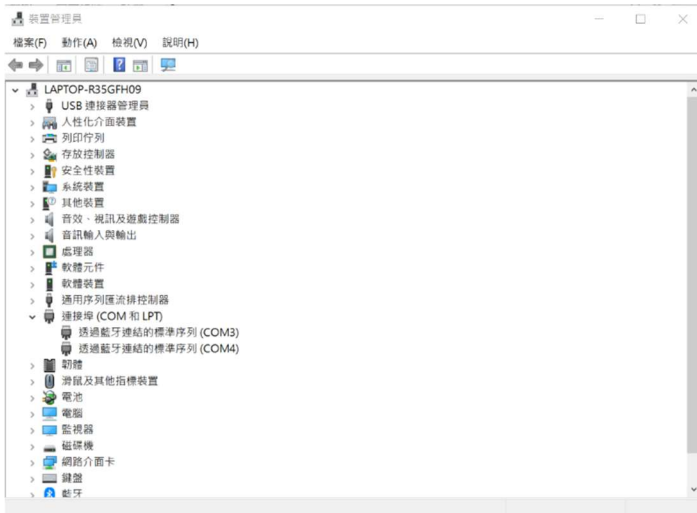 裝置管理員
檔案(F) 動作(A) 檢視(V) 說明(H)
LAPTOP-R35GFH09
USB 連接器管理員
人性化介面裝置
列印佇列
存放控制器
安全性裝置
系統裝置
其他裝置
音效、視訊及遊戲控制器
音訊輸入與輸出
處理器
軟體元件
軟體裝置
通用序列匯流排控制器
連接埠 (COM 和 LPT)
透過藍牙連結的標準序列 (COM3)
透過藍牙連結的標準序列 (COM4)
韌體
滑鼠及其他指標裝置
電池
電腦
監視器
磁碟機
網路介面卡
鍵盤
藍牙